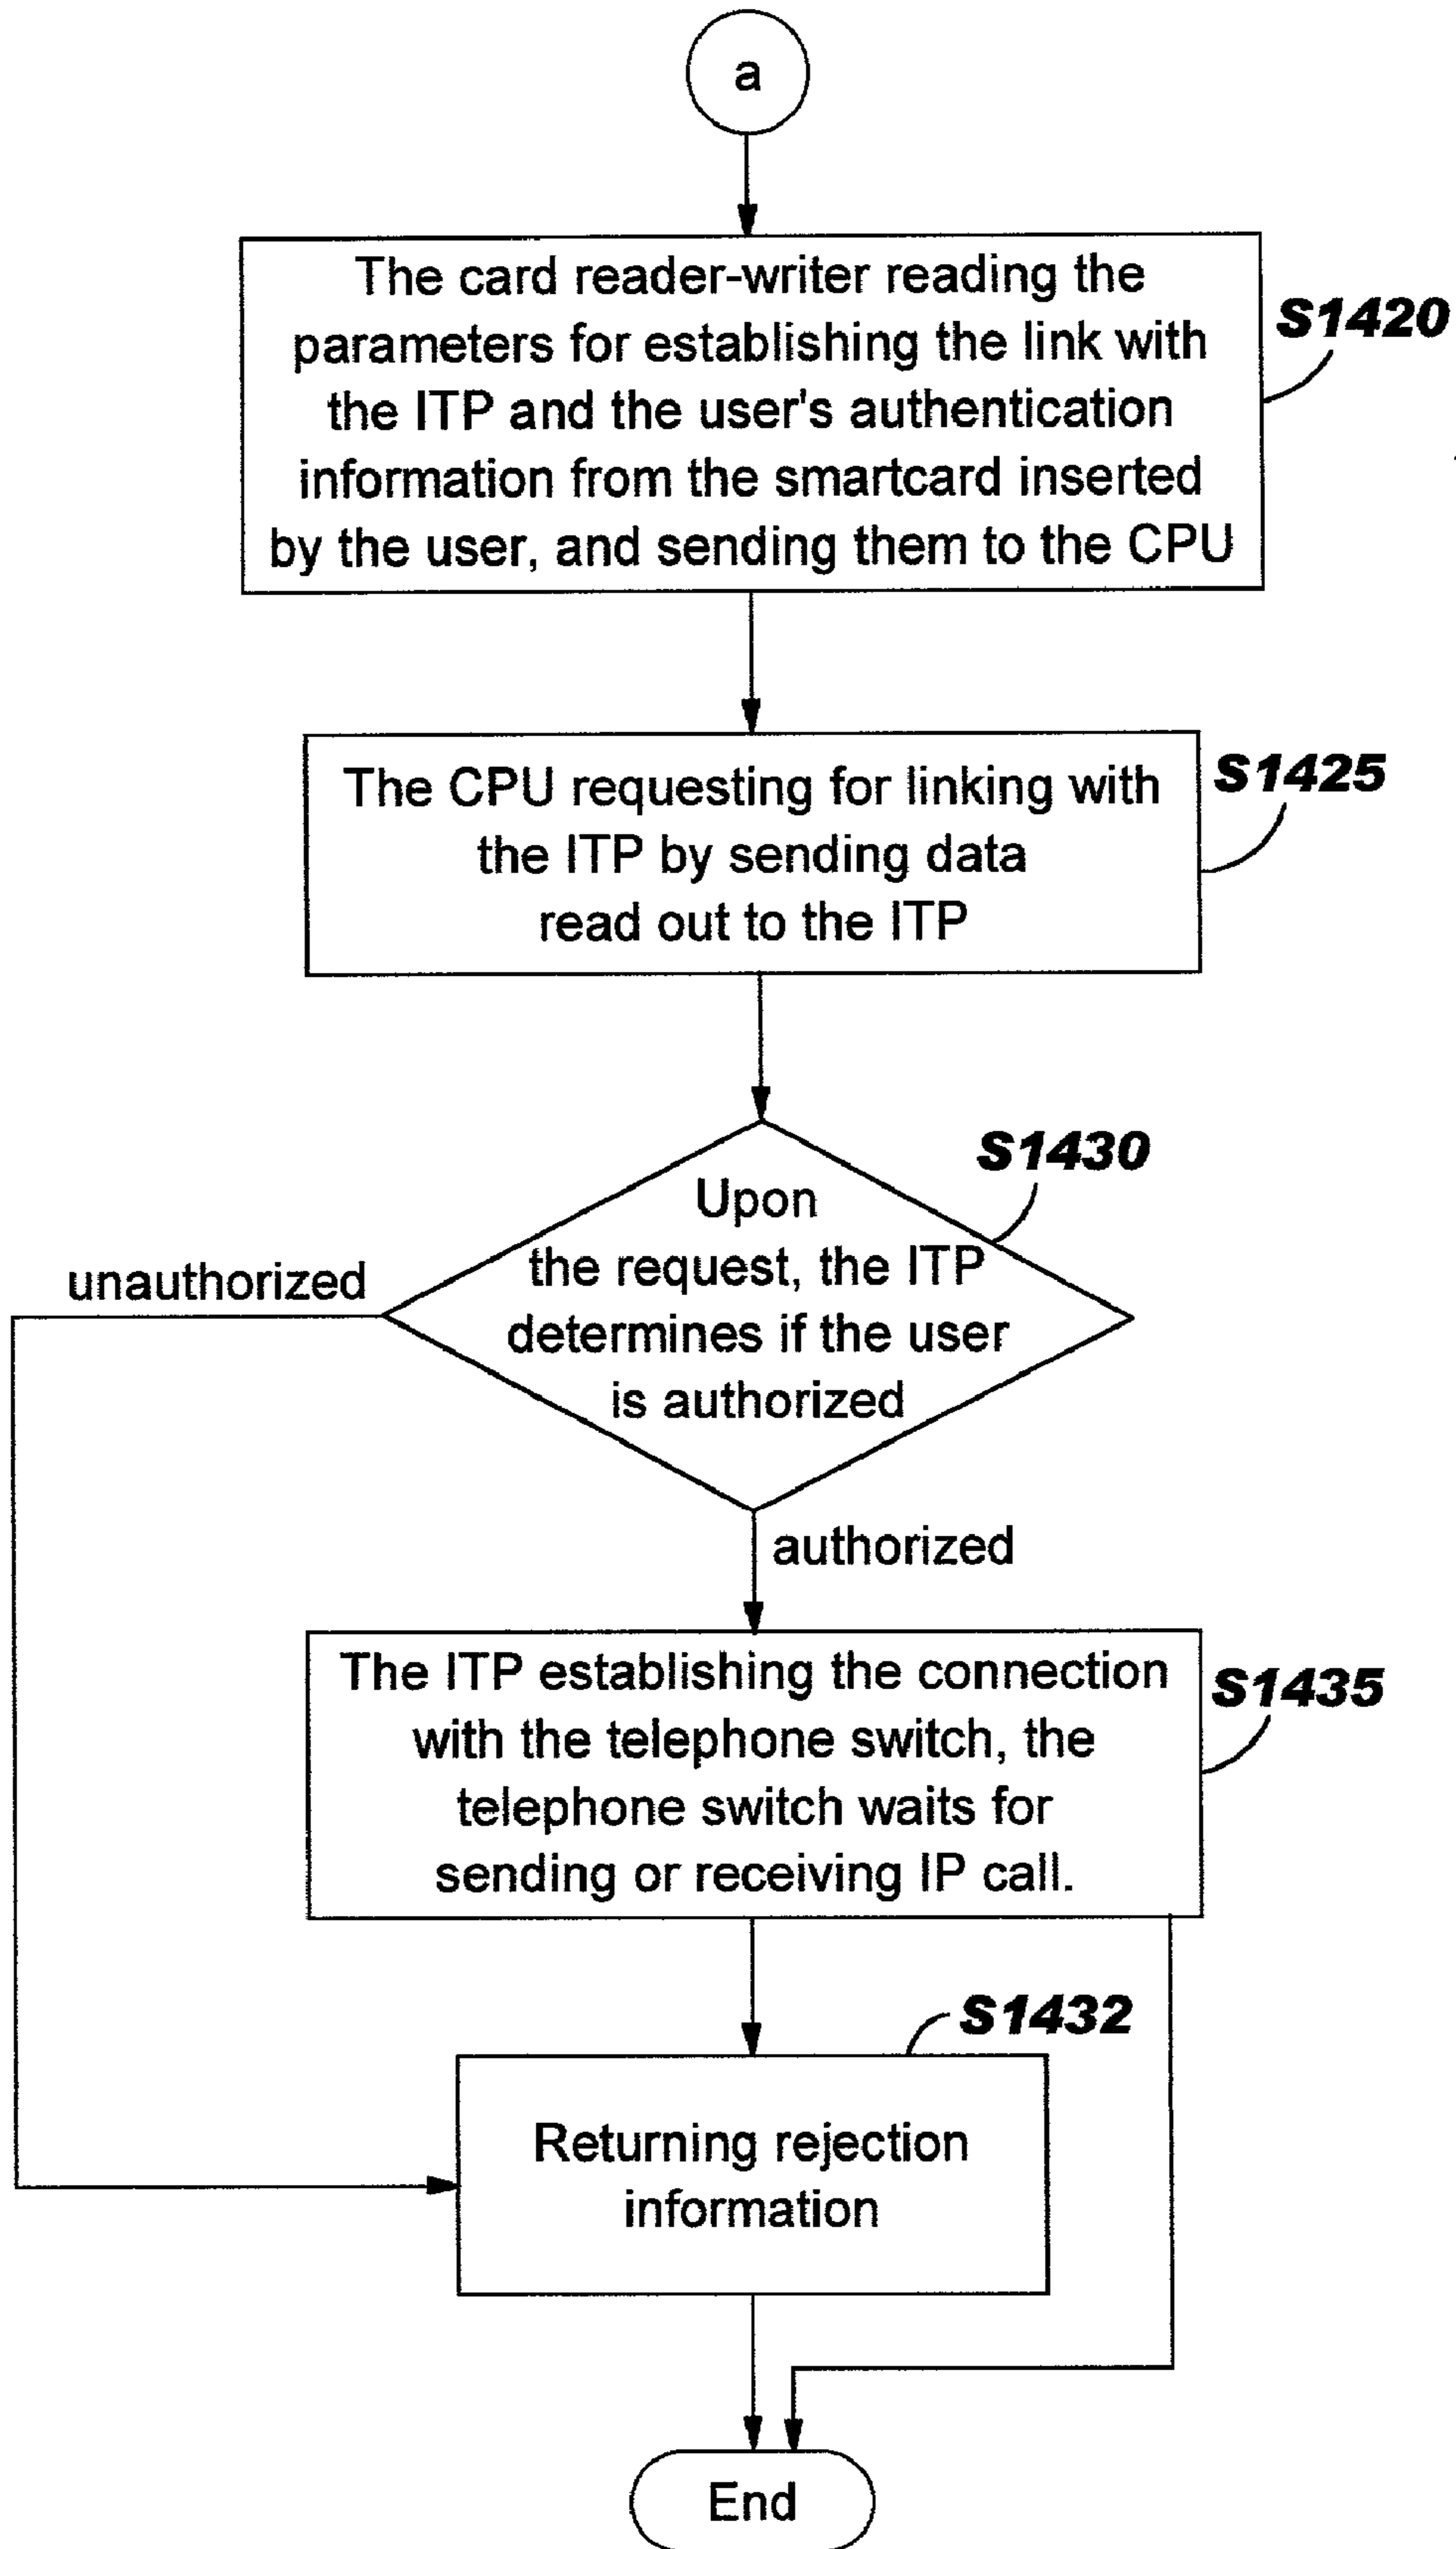 a
The card reader-writer reading the
parameters for establishing the link with
the ITP and the user's authentication
information from the smartcard inserted
by the user, and sending them to the CPU
S1420
The CPU requesting for linking with
the ITP by sending data
read out to the ITP
S1425
S1430
Upon
the request, the ITP
determines if the user
is authorized
unauthorized
authorized
The ITP establishing the connection
with the telephone switch, the
telephone switch waits for
sending or receiving IP call.
S1435
S1432
Returning rejection
information
End